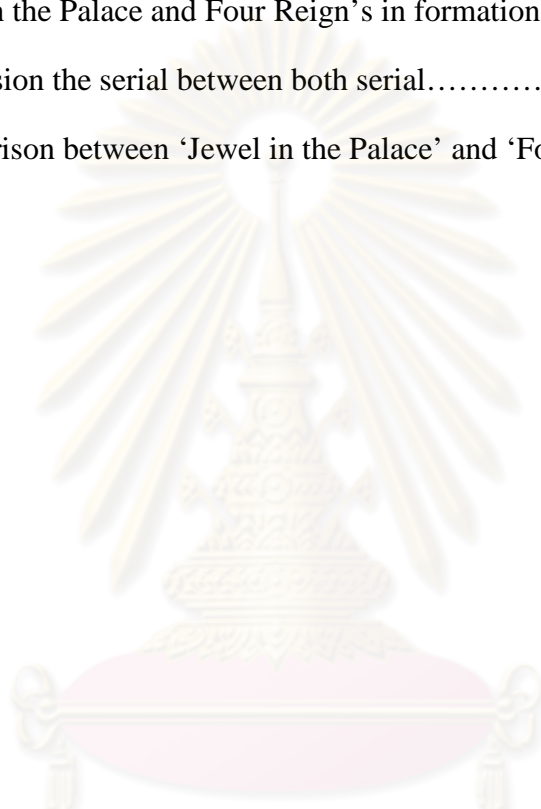 the Palace and Four Reign’s in formation
sion the serial between both serial…………
rison between ‘Jewel in the Palace’ and ‘Fo